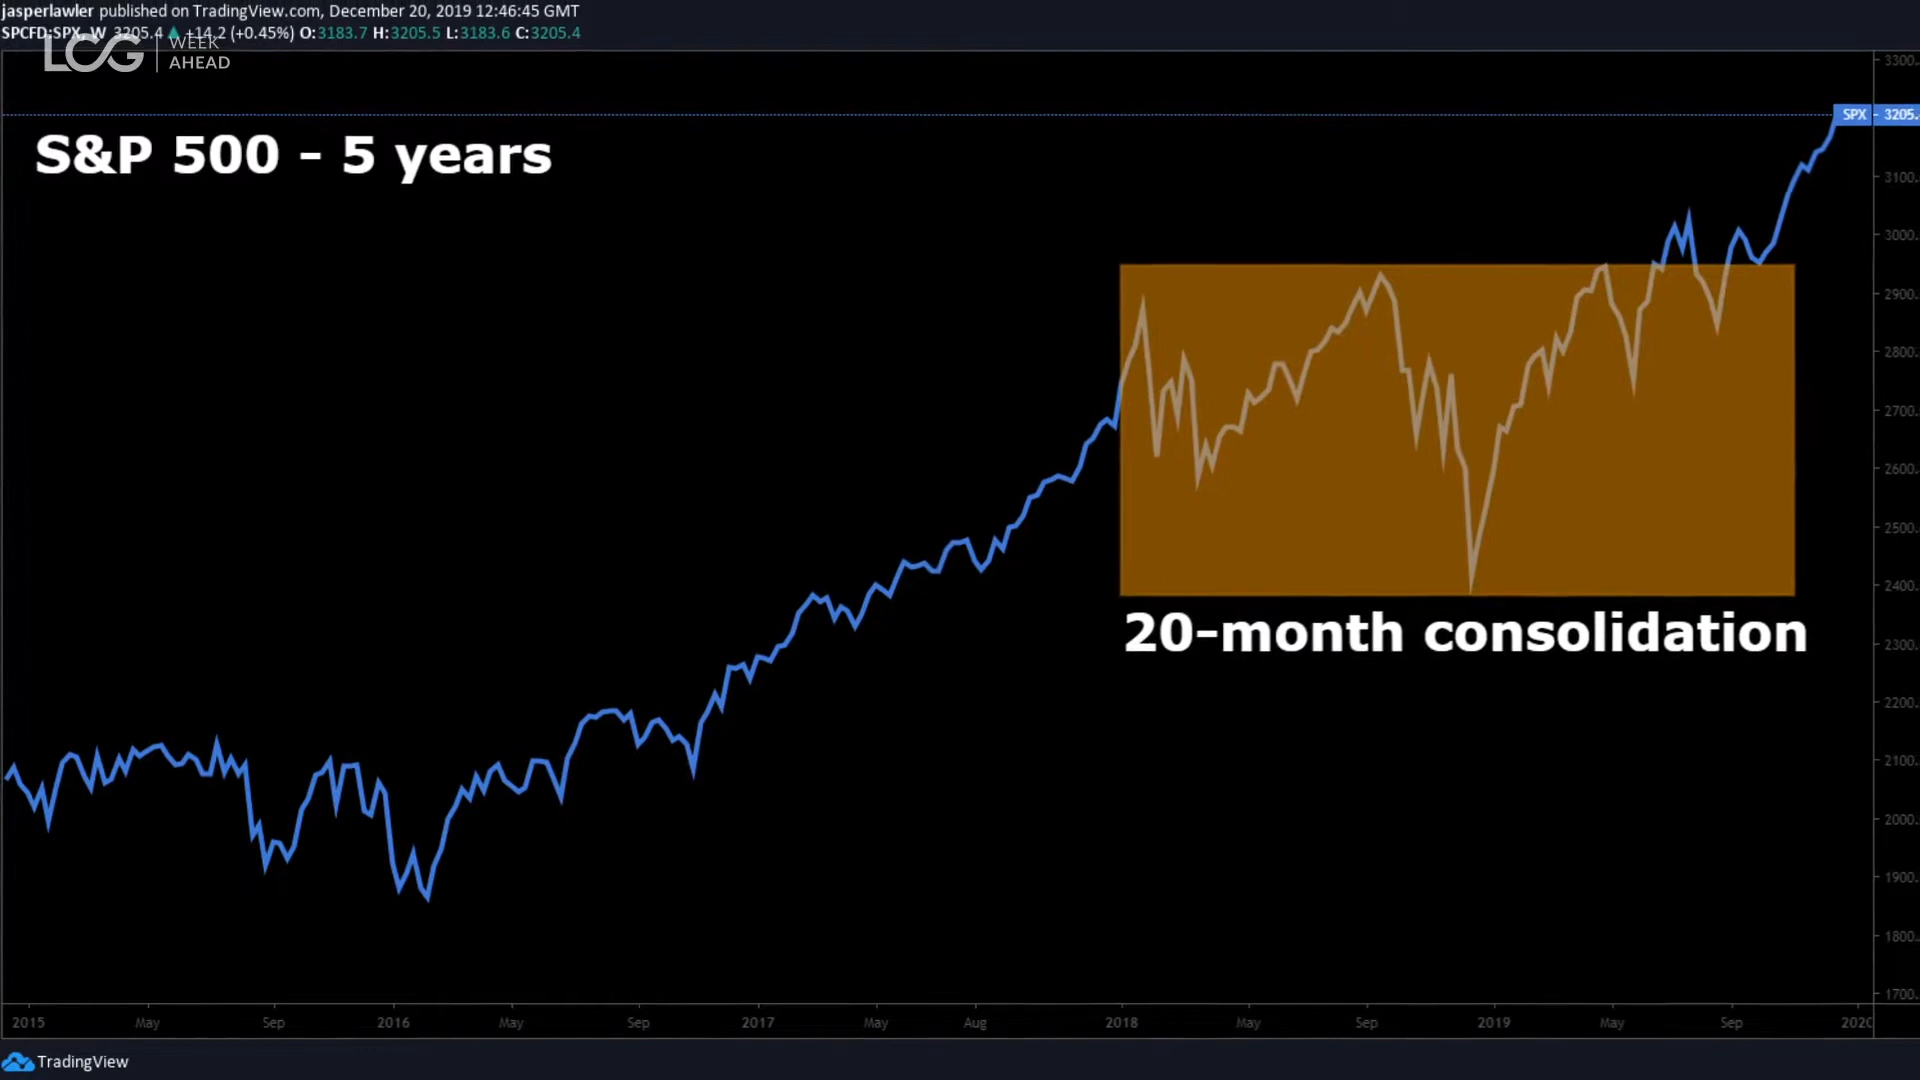 jasperlawler published on TradingView.com, December 20, 2019 12:46:45 GMT
SPCFD:SPX, W 3205.4 ▲ +14.2 (+0.45%) O:3183.7 H:3205.5 L:3183.6 C:3205.4
LCG WEEK
AHEAD
3300.
SPX 3205.
S&P 500 - 5 years
3100.
3000.
2900.
2800.
2700.
2600.
2500.
2400.
20-month consolidation
2300.
2200.
2100.
2000.
1900.
1800.
1700.
2015 May Sep 2016 May Sep 2017 May Aug 2018 May Sep 2019 May Sep 2020
TradingView